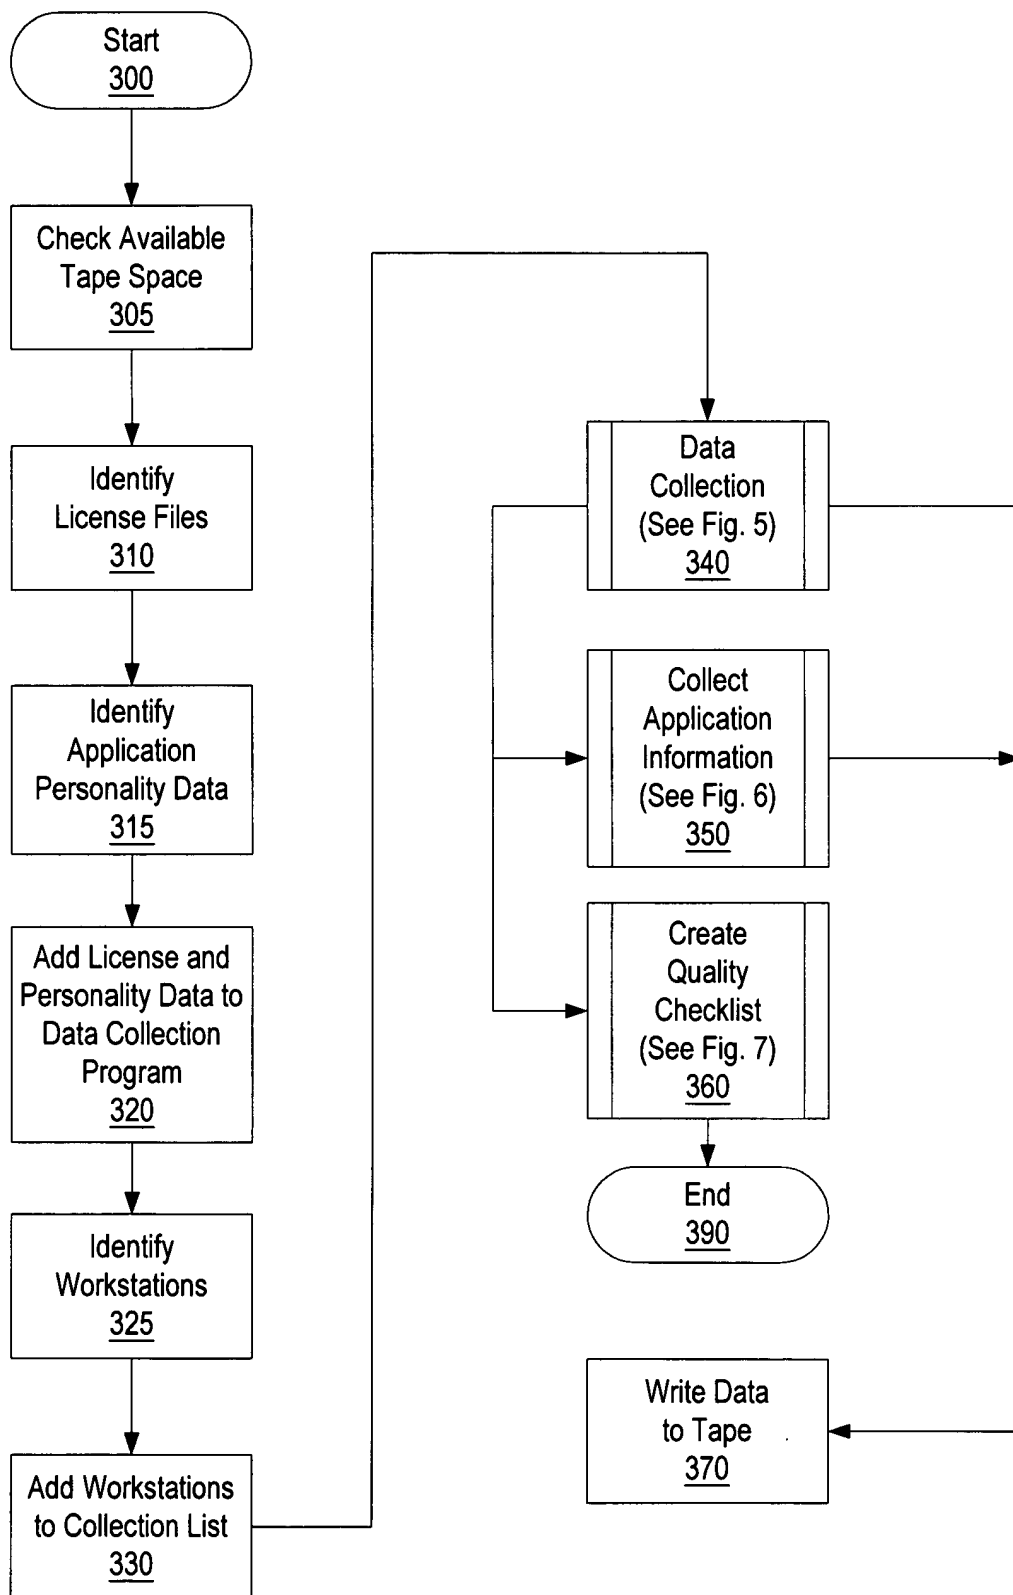 Start
300
Check Available
Tape Space
305
Identify
License Files
310
Identify
Application
Personality Data
315
Add License and
Personality Data to
Data Collection
Program
320
Identify
Workstations
325
Add Workstations
to Collection List
330
Data
Collection
(See Fig. 5)
340
Collect
Application
Information
(See Fig. 6)
350
Create
Quality
Checklist
(See Fig. 7)
360
End
390
Write Data
to Tape
370